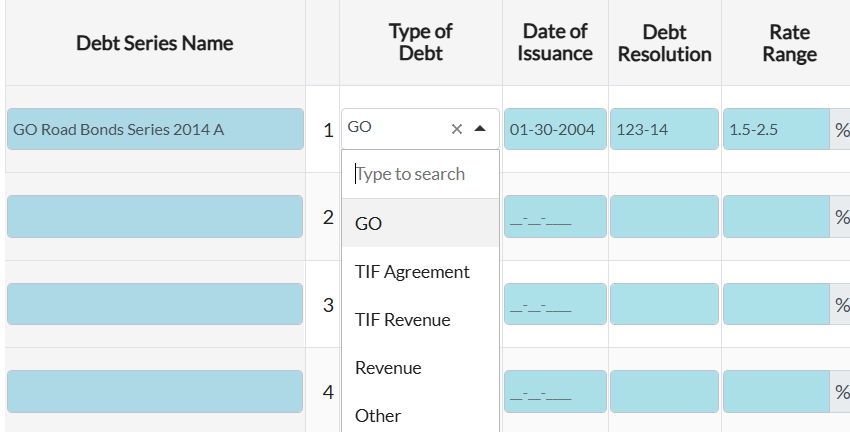 Debt Series Name
Type of
Debt
Date of
Issuance
Debt
Resolution
Rate
Range
GO Road Bonds Series 2014 A
1
GO
01-30-2004
123-14
1.5-2.5
%
Type to search
2
GO
__-__-____
%
TIF Agreement
3
TIF Revenue
__-__-____
%
Revenue
4
__-__-____
%
Other